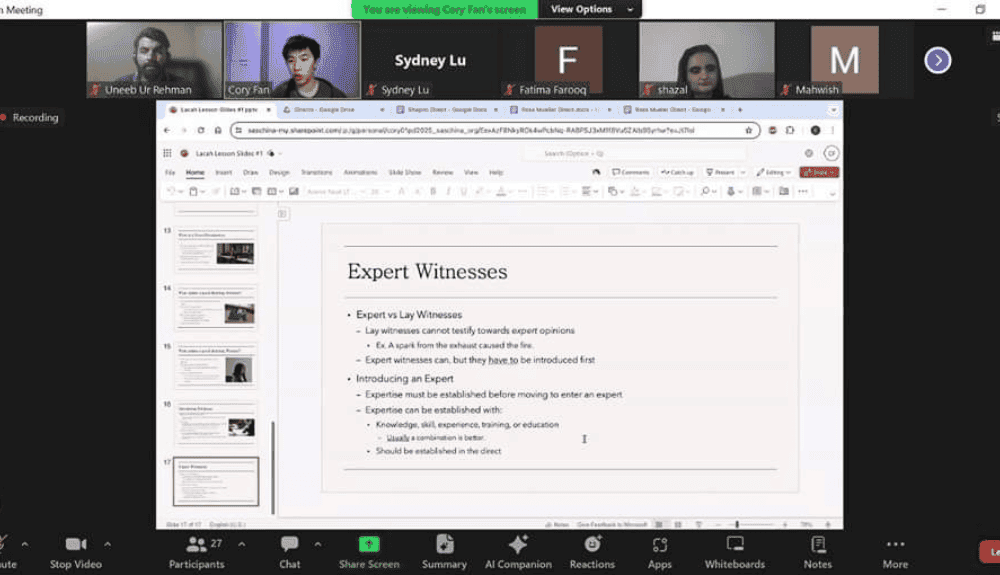 n Meeting
You are viewing Cory Fan's screen
View Options
Sydney Lu
F
M
Uneeb Ur Rehman
Cory Fan
Sydney Lu
Fatima Farooq
shazal
Mahwish
Recording
Lacah Lesson Slides #1.pptx
Directs - Google Drive
Shapiro Direct - Google Docs
Ross Mueller Direct.docx
Ross Mueller Direct - Google
Lacah Lesson Slides #1
Search (Option + Q)
File Home Insert Draw Design Transitions Animations Slide Show Review View Help
Comments Catch up Present Editing Share
13
14
15
16
17
Expert Witnesses
• Expert vs Lay Witnesses
– Lay witnesses cannot testify towards expert opinions
• Ex. A spark from the exhaust caused the fire.
– Expert witnesses can, but they have to be introduced first
• Introducing an Expert
– Expertise must be established before moving to enter an expert
– Expertise can be established with:
• Knowledge, skill, experience, training, or education
– Usually a combination is better.
• Should be established in the direct
Slide 17 of 17 English (U.S.)
Notes Give Feedback to Microsoft
78%
ute
Stop Video
Participants
27
Chat
Share Screen
Summary
AI Companion
Reactions
Apps
Whiteboards
Notes
More
Le